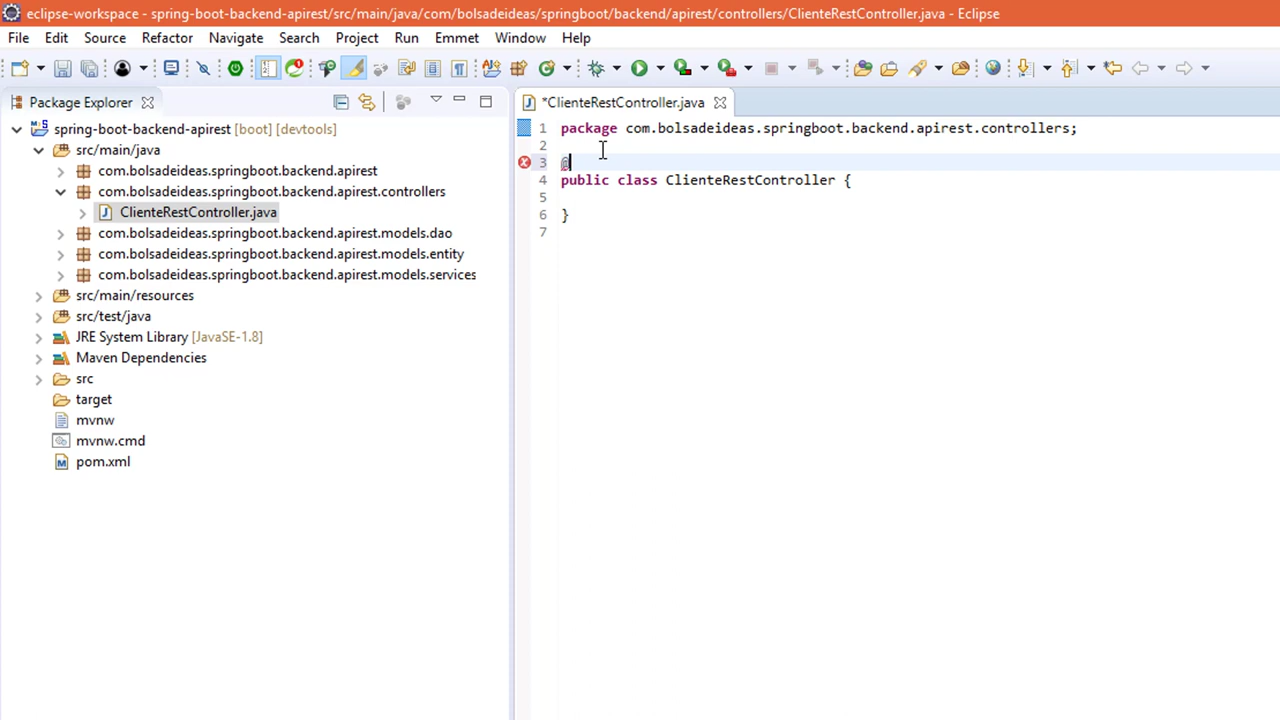 eclipse-workspace - spring-boot-backend-apirest/src/main/java/com/bolsadeideas/springboot/backend/apirest/controllers/ClienteRestController.java - Eclipse
File Edit Source Refactor Navigate Search Project Run Emmet Window Help
Package Explorer
*ClienteRestController.java
spring-boot-backend-apirest [boot] [devtools]
src/main/java
com.bolsadeideas.springboot.backend.apirest
com.bolsadeideas.springboot.backend.apirest.controllers
ClienteRestController.java
com.bolsadeideas.springboot.backend.apirest.models.dao
com.bolsadeideas.springboot.backend.apirest.models.entity
com.bolsadeideas.springboot.backend.apirest.models.services
src/main/resources
src/test/java
JRE System Library [JavaSE-1.8]
Maven Dependencies
src
target
mvnw
mvnw.cmd
pom.xml
1 package com.bolsadeideas.springboot.backend.apirest.controllers;
2
3 @
4 public class ClienteRestController {
5
6 }
7